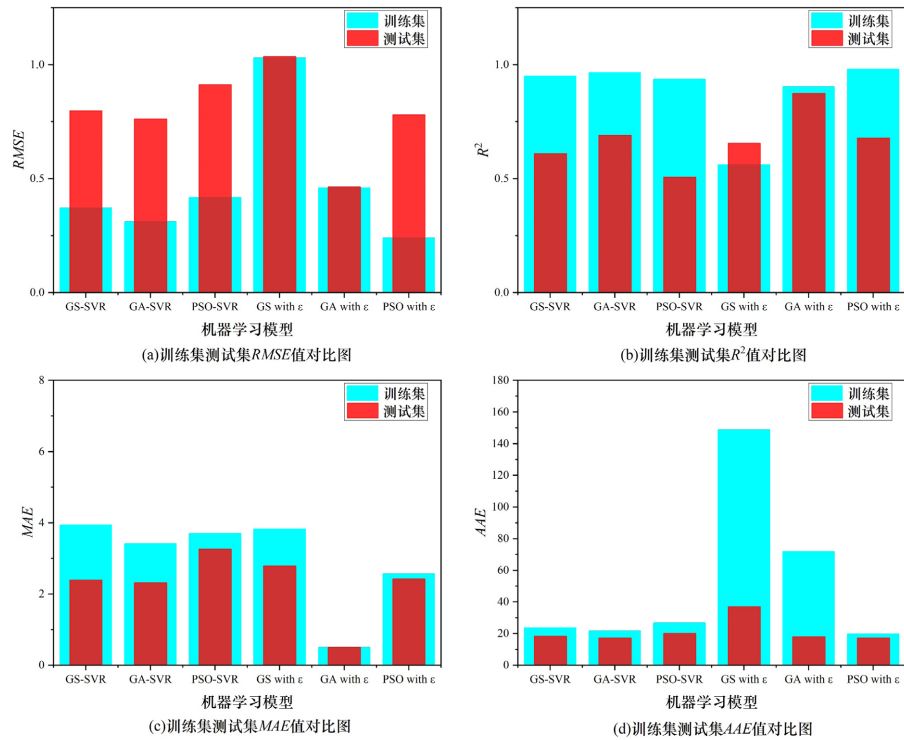 训练集
测试集
1.0
0.5
0.0
RMSE
GS-SVR GA-SVR PSO-SVR GS with ε GA with ε PSO with ε
机器学习模型
(a)训练集测试集RMSE值对比图
训练集
测试集
1.0
0.5
0.0
R²
GS-SVR GA-SVR PSO-SVR GS with ε GA with ε PSO with ε
机器学习模型
(b)训练集测试集R²值对比图
训练集
测试集
8
6
4
2
0
MAE
GS-SVR GA-SVR PSO-SVR GS with ε GA with ε PSO with ε
机器学习模型
(c)训练集测试集MAE值对比图
训练集
测试集
180
160
140
120
100
80
60
40
20
0
AAE
GS-SVR GA-SVR PSO-SVR GS with ε GA with ε PSO with ε
机器学习模型
(d)训练集测试集AAE值对比图